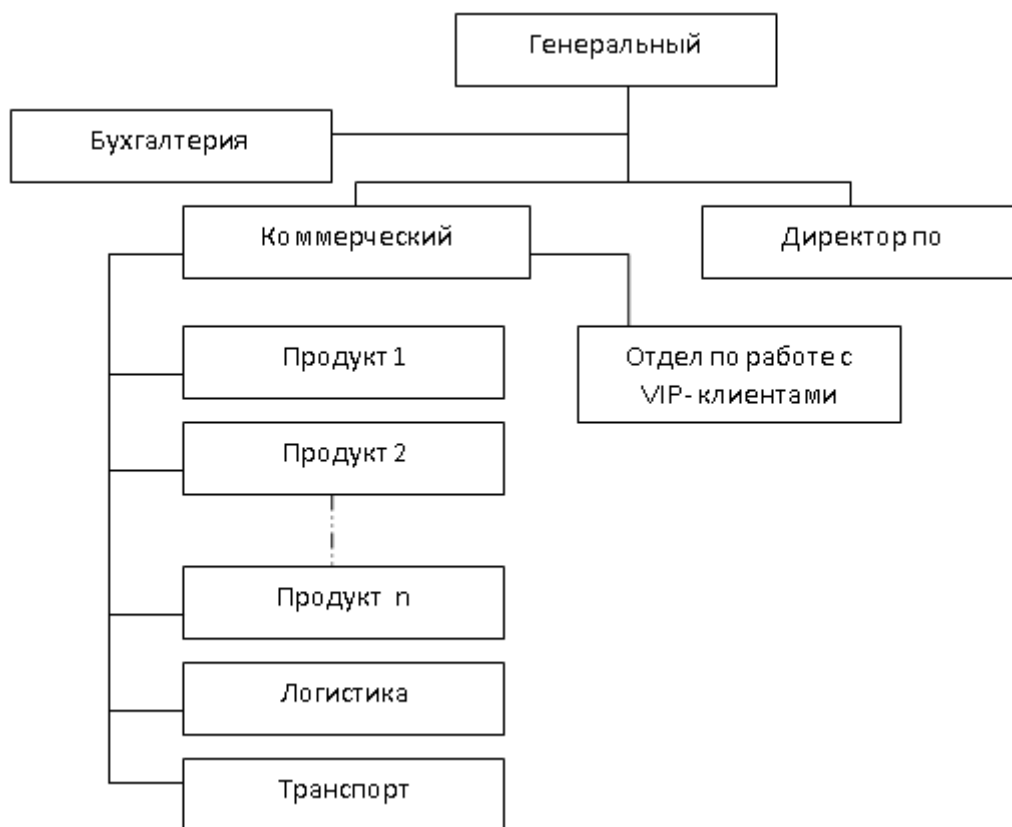 Генеральный
Бухгалтерия
Коммерческий
Директор по
Продукт 1
Отдел по работе с
VIP- клиентами
Продукт 2
Продукт n
Логистика
Транспорт